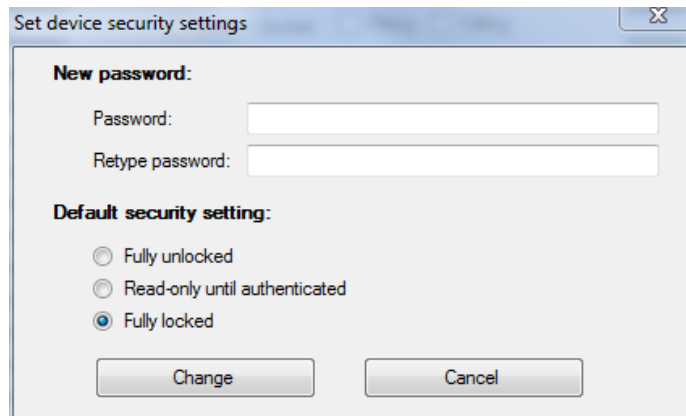 Set device security settings
New password:
Password:
Retype password:
Default security setting:
Fully unlocked
Read-only until authenticated
Fully locked
Change Cancel